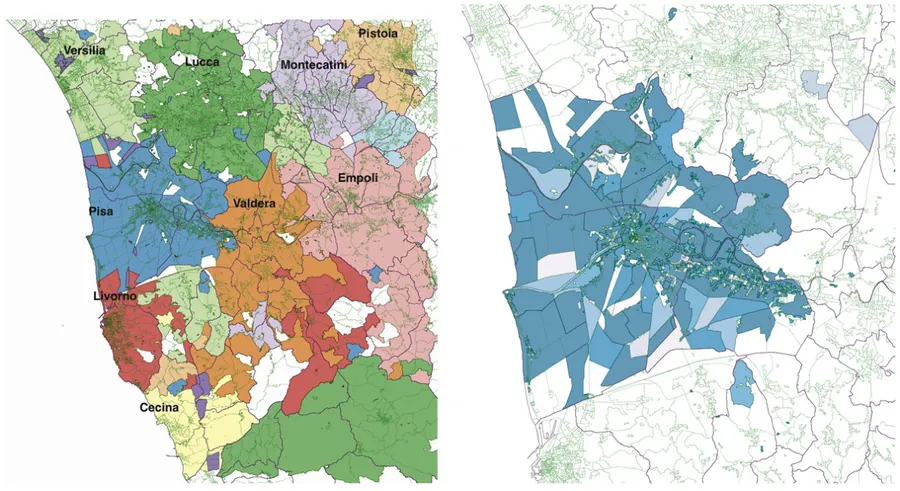 Pistoia
Versilia
Lucca
Montecatini
Empoli
Valdera
Pisa
Livorno
Cecina